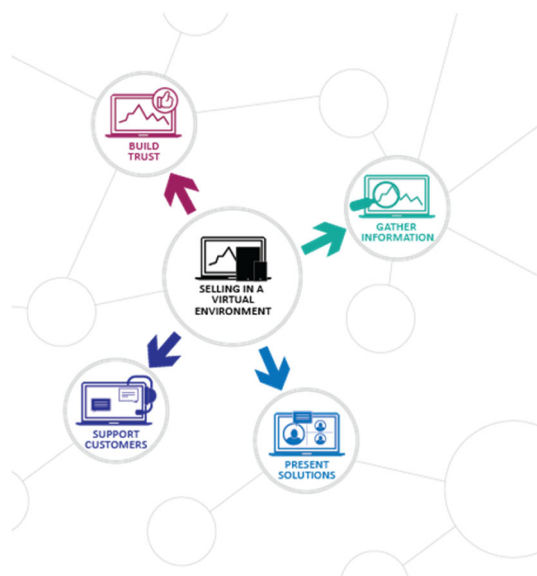 BUILD
TRUST
GATHER
INFORMATION
SELLING IN A
VIRTUAL
ENVIRONMENT
SUPPORT
CUSTOMERS
PRESENT
SOLUTIONS